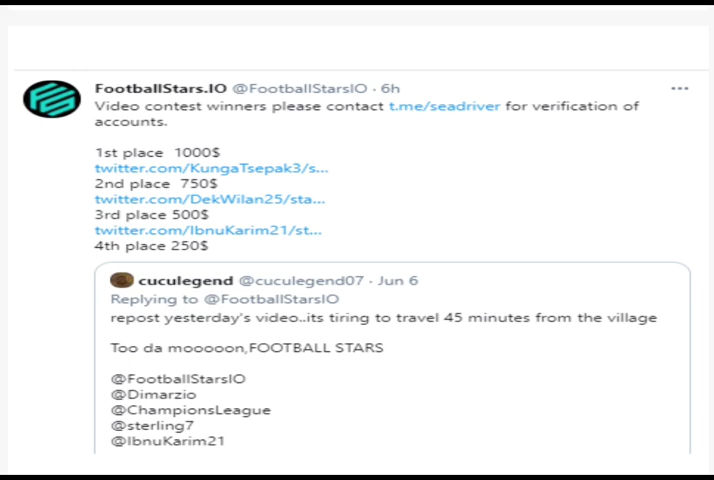 FootballStars.IO @FootballStarsIO · 6h
Video contest winners please contact t.me/seadriver for verification of
accounts.
1st place 1000$
twitter.com/KungaTsepak3/s...
2nd place 750$
twitter.com/DekWilan25/sta...
3rd place 500$
twitter.com/IbnuKarim21/st...
4th place 250$
cuculegend @cuculegend07 · Jun 6
Replying to @FootballStarsIO
repost yesterday's video..its tiring to travel 45 minutes from the village
Too da mooooon,FOOTBALL STARS
@FootballStarsIO
@Dimarzio
@ChampionsLeague
@sterling7
@IbnuKarim21